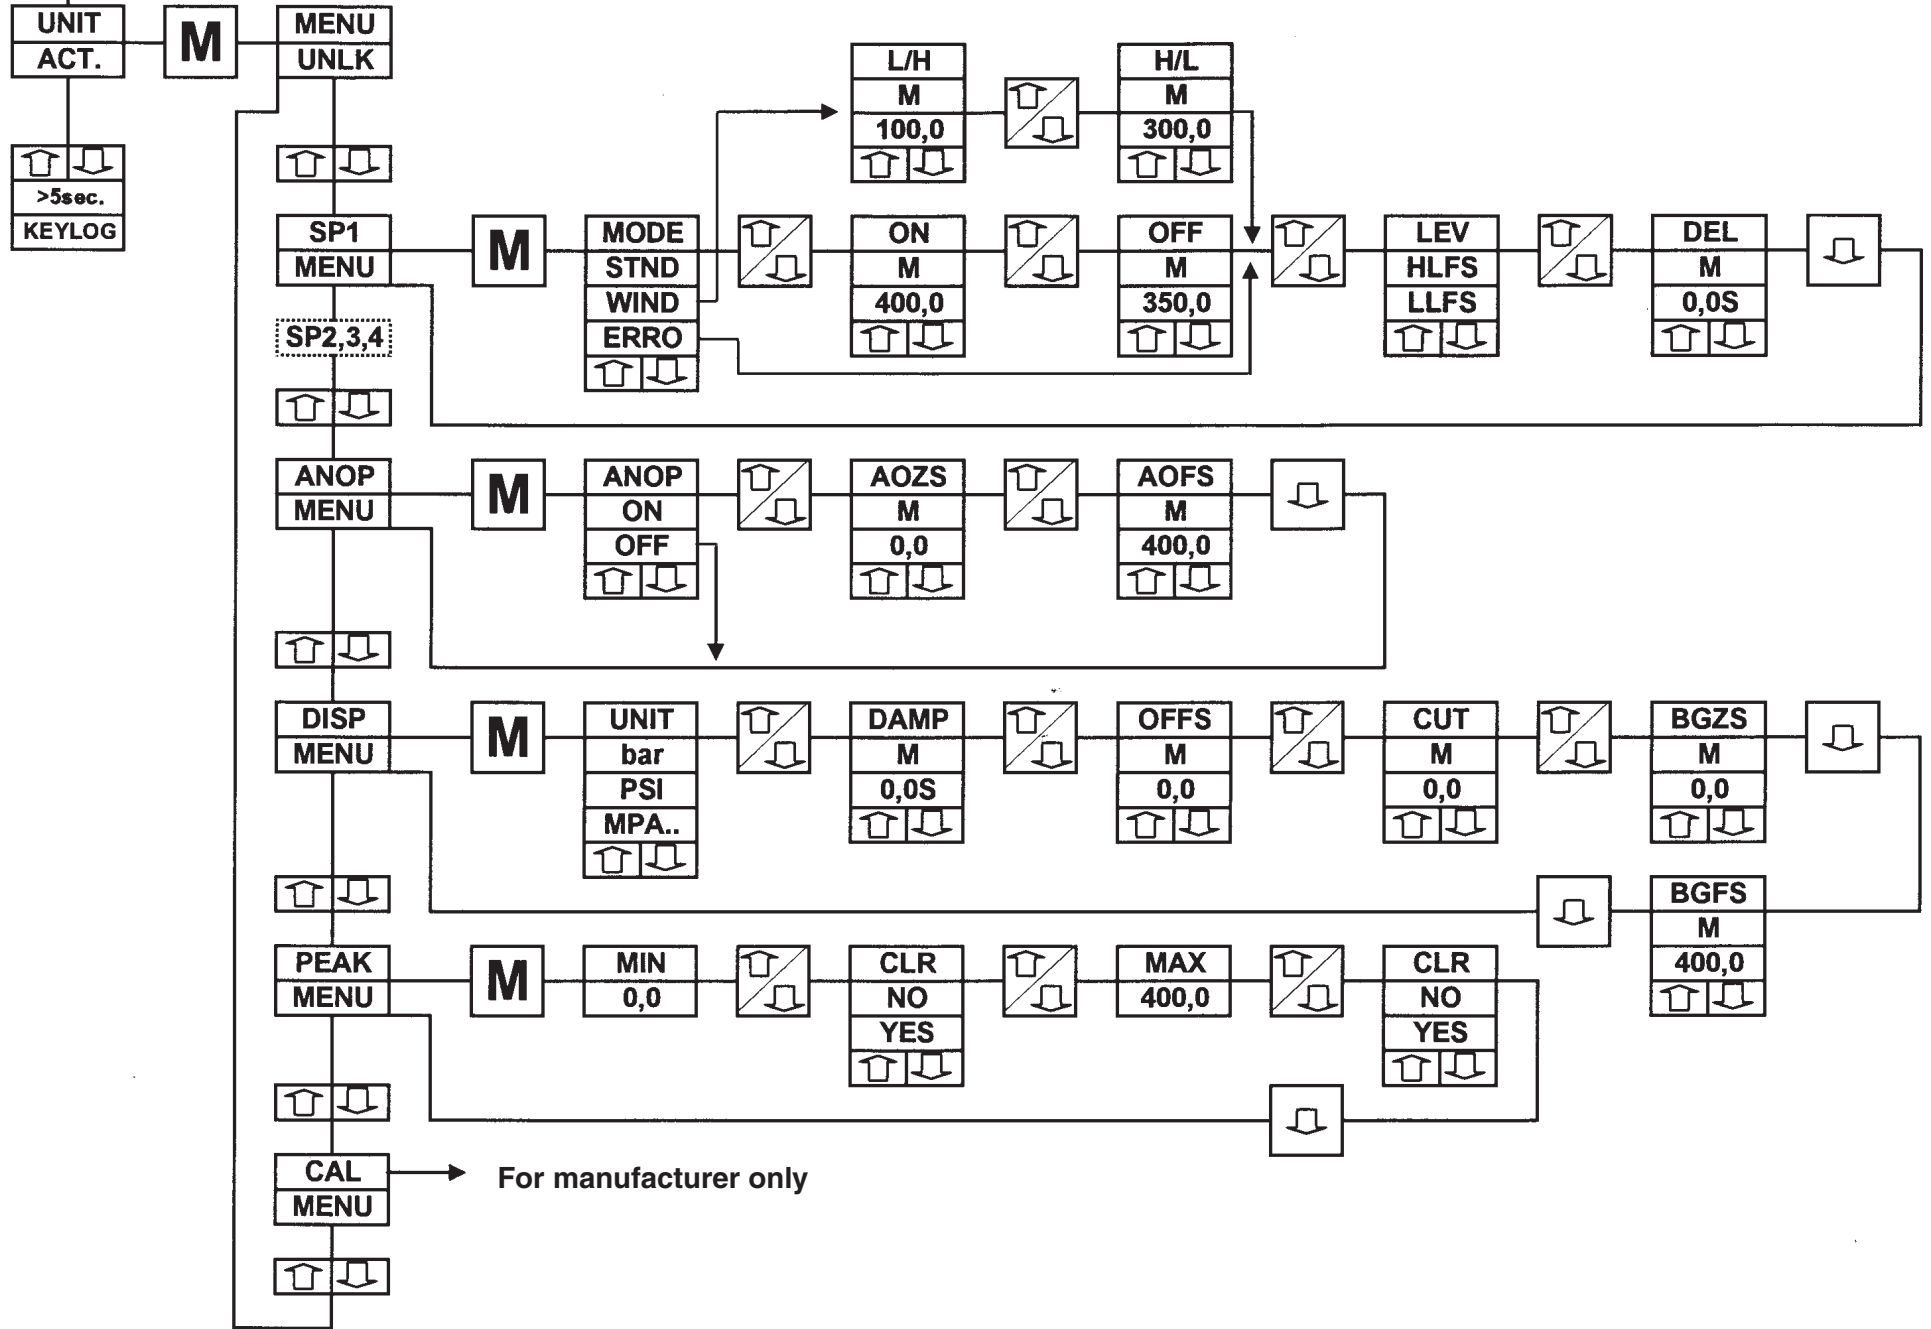 UNIT
ACT.
M
MENU
UNLK
>5sec.
KEYLOG
L/H
M
100,0
H/L
M
300,0
SP1
MENU
M
MODE
STND
WIND
ERRO
ON
M
400,0
OFF
M
350,0
LEV
HLFS
LLFS
DEL
M
0,0S
SP2,3,4
ANOP
MENU
M
ANOP
ON
OFF
AOZS
M
0,0
AOFS
M
400,0
DISP
MENU
M
UNIT
bar
PSI
MPA..
DAMP
M
0,0S
OFFS
M
0,0
CUT
M
0,0
BGZS
M
0,0
BGFS
M
400,0
PEAK
MENU
M
MIN
0,0
CLR
NO
YES
MAX
400,0
CLR
NO
YES
CAL
MENU
For manufacturer only